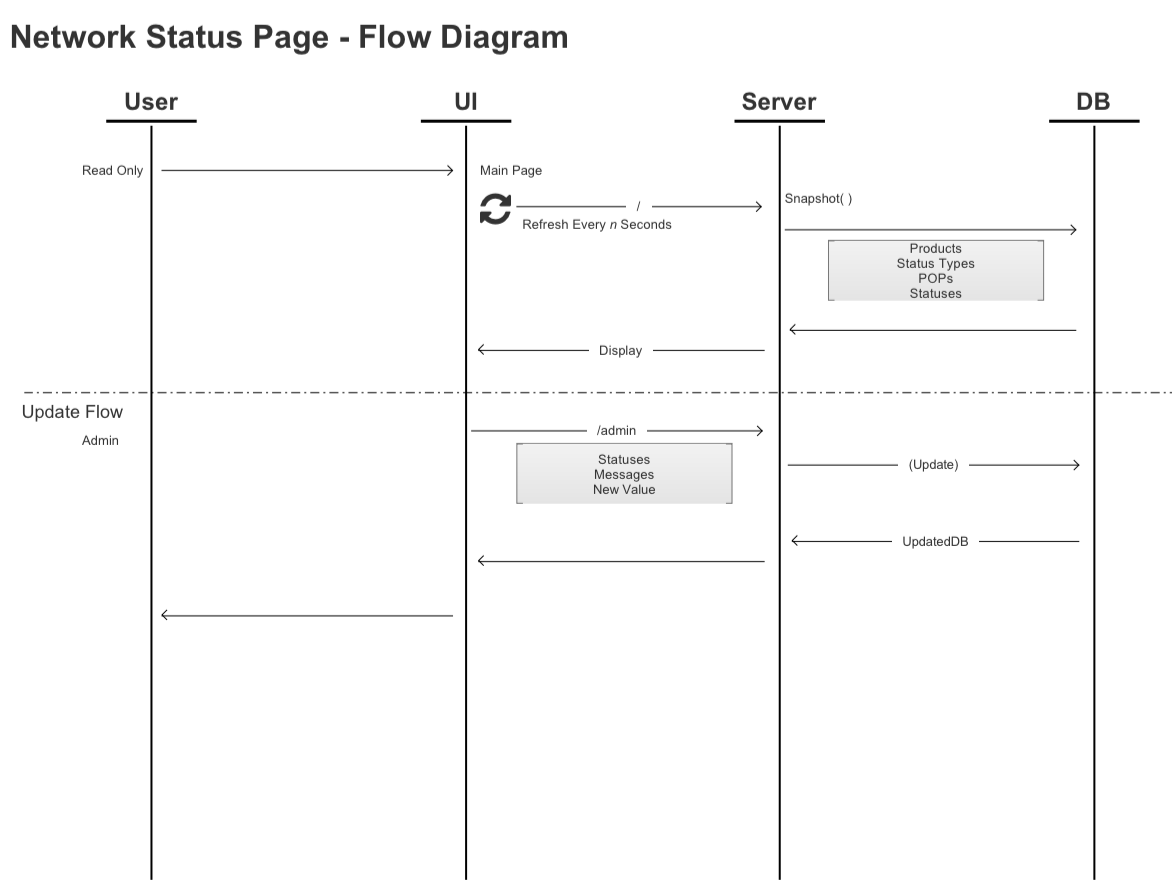 Network Status Page - Flow Diagram
User
UI
Server
DB
Read Only
Main Page
/
Refresh Every n Seconds
Snapshot( )
Products
Status Types
POPs
Statuses
Display
Update Flow
Admin
/admin
Statuses
Messages
New Value
(Update)
UpdatedDB